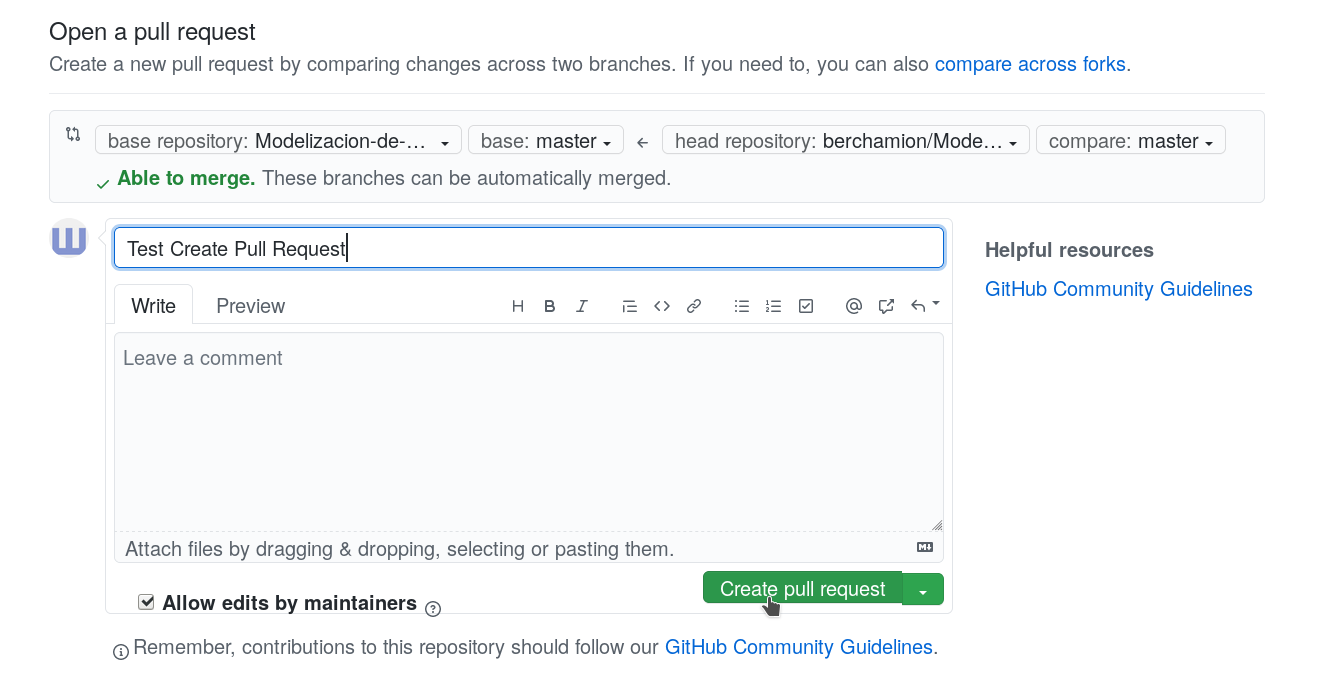 Open a pull request
Create a new pull request by comparing changes across two branches. If you need to, you can also compare across forks.
base repository: Modelizacion-de-... base: master ← head repository: berchamion/Mode... compare: master
Able to merge. These branches can be automatically merged.
Test Create Pull Request
Helpful resources
GitHub Community Guidelines
Write Preview
Leave a comment
Attach files by dragging & dropping, selecting or pasting them.
Create pull request
Allow edits by maintainers
Remember, contributions to this repository should follow our GitHub Community Guidelines.